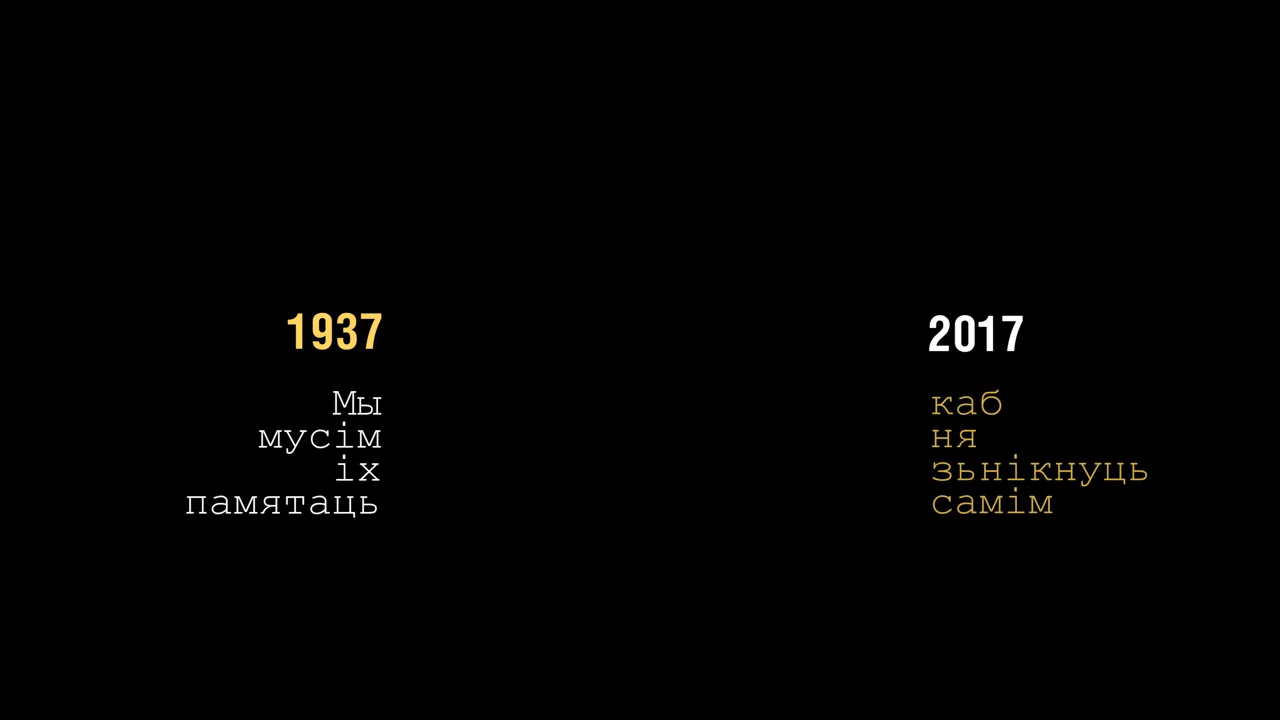 1937
Мы
мусім
іх
памятаць
2017
каб
ня
зьнікнуць
самім